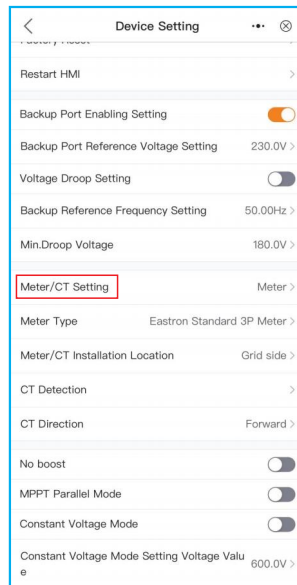 Device Setting
Restart HMI
Backup Port Enabling Setting
Backup Port Reference Voltage Setting 230.0V
Voltage Droop Setting
Backup Reference Frequency Setting 50.00Hz
Min.Droop Voltage 180.0V
Meter/CT Setting Meter
Meter Type Eastron Standard 3P Meter
Meter/CT Installation Location Grid side
CT Detection
CT Direction Forward
No boost
MPPT Parallel Mode
Constant Voltage Mode
Constant Voltage Mode Setting Voltage Valu
e 600.0V